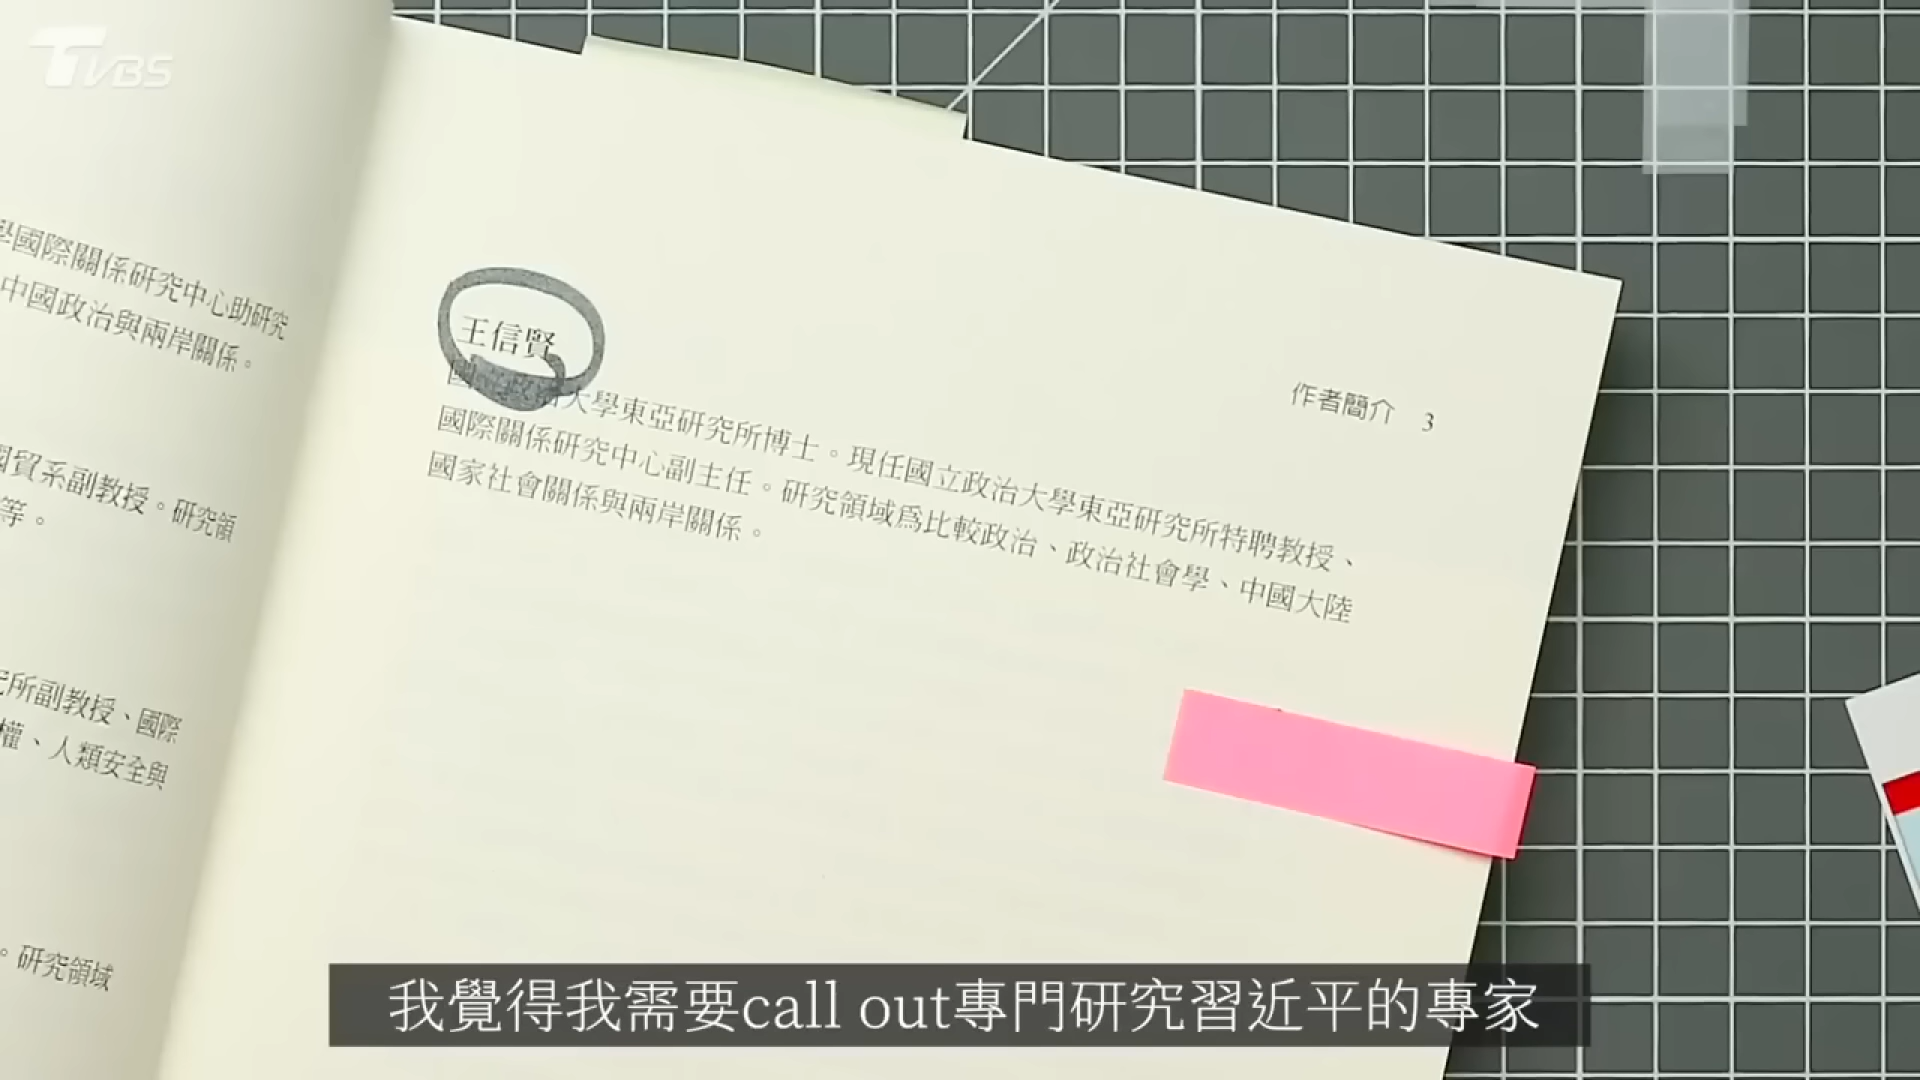 TVBS
學國際關係研究中心助研究
中國政治與兩岸關係。
國貿系副教授。研究領
等。
究所副教授、國際
權、人類安全與
。研究領域
作者簡介 3
王信賢
國立政治大學東亞研究所博士。現任國立政治大學東亞研究所特聘教授、
國際關係研究中心副主任。研究領域爲比較政治、政治社會學、中國大陸
國家社會關係與兩岸關係。
我覺得我需要call out專門研究習近平的專家